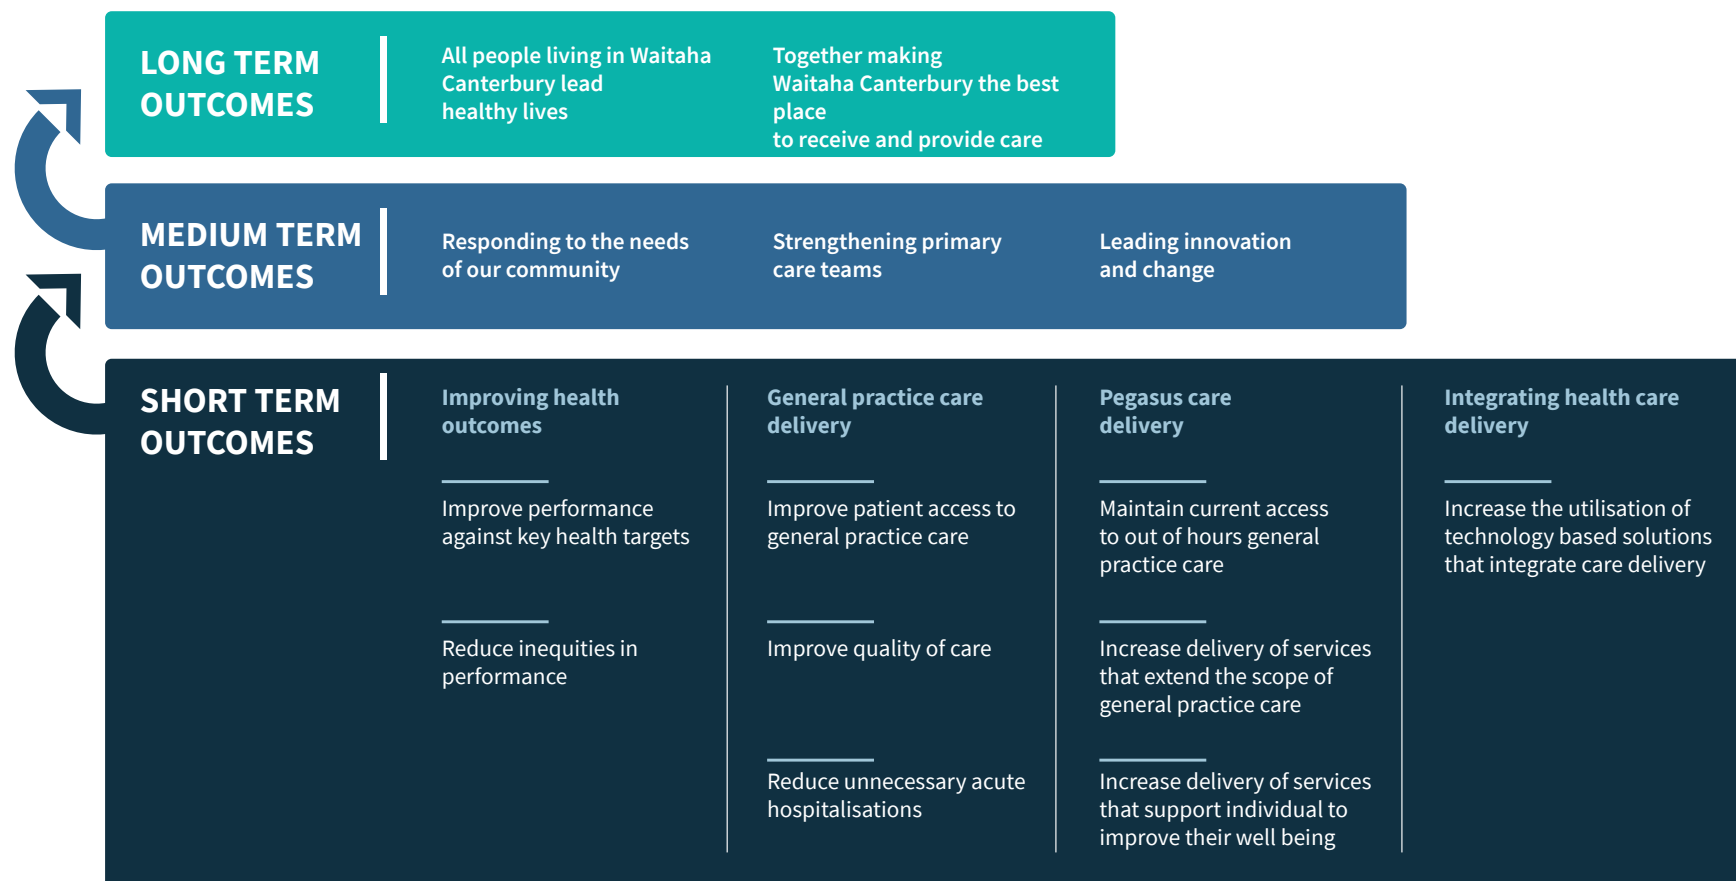 LONG TERM
OUTCOMES
All people living in Waitaha
Canterbury lead
healthy lives
Together making
Waitaha Canterbury the best
place
to receive and provide care
MEDIUM TERM
OUTCOMES
Responding to the needs
of our community
Strengthening primary
care teams
Leading innovation
and change
SHORT TERM
OUTCOMES
Improving health
outcomes
Improve performance
against key health targets
Reduce inequities in
performance
General practice care
delivery
Improve patient access to
general practice care
Improve quality of care
Reduce unnecessary acute
hospitalisations
Pegasus care
delivery
Maintain current access
to out of hours general
practice care
Increase delivery of services
that extend the scope of
general practice care
Increase delivery of services
that support individual to
improve their well being
Integrating health care
delivery
Increase the utilisation of
technology based solutions
that integrate care delivery